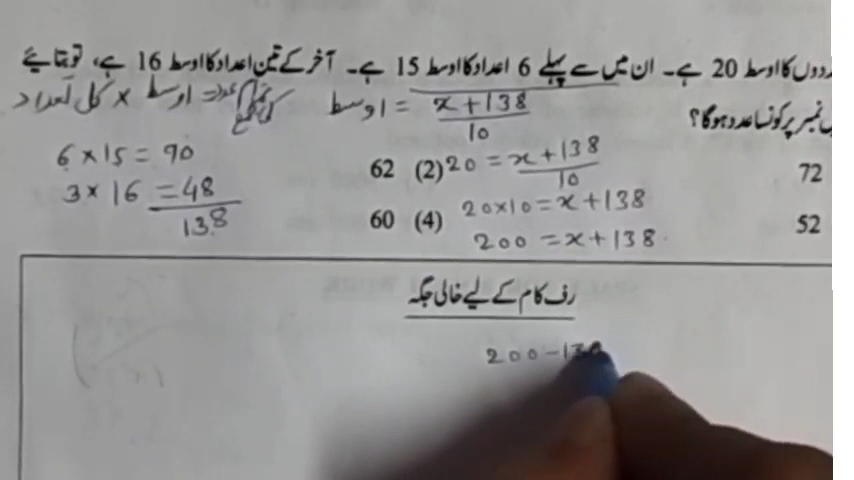 دوں کا اوسط 20 ہے۔ ان میں سے پہلے 6 اعداد کا اوسط 15 ہے۔ آخر کے تین اعداد کا اوسط 16 ہے، تو بتائیے
نمبر پر کونسا عدد ہوگا؟
اوسط = x+138
10
اوسط × کل تعداد
6×15=90
3×16=48
138
72
62 (2)
20 = x+138
10
52
60 (4)
20×10=x+138
200=x+138
رف کام کے لیے خالی جگہ
200-138